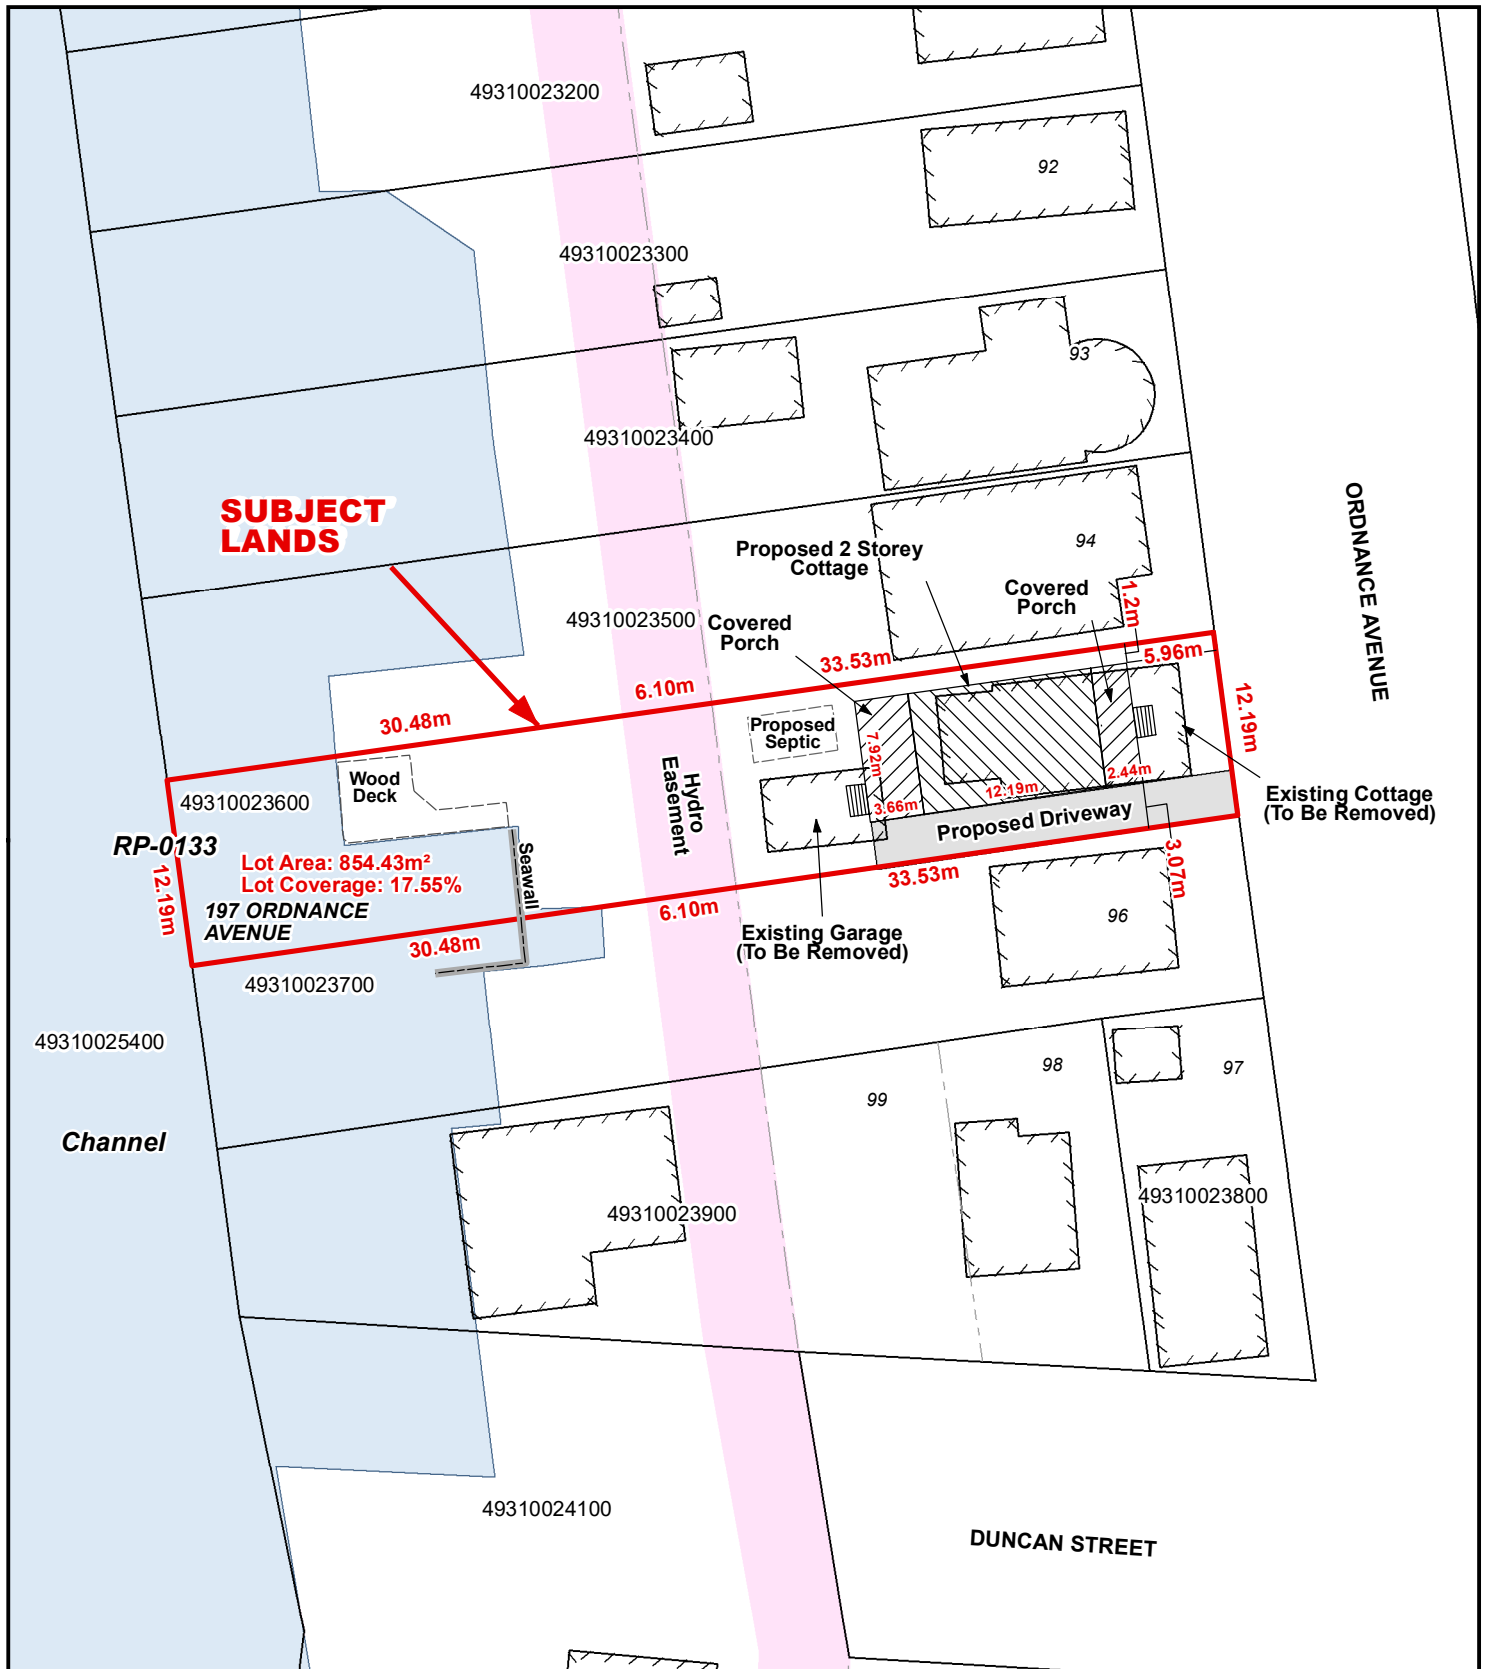 49310023200
92
49310023300
93
49310023400
SUBJECT
LANDS
ORDNANCE AVENUE
94
Proposed 2 Storey
Cottage
Covered
Porch
1.2m
49310023500
Covered
Porch
33.53m
5.96m
6.10m
30.48m
12.19m
Proposed
Septic
7.92m
Wood
Deck
Hydro
Easement
2.44m
12.19m
3.66m
49310023600
Existing Cottage
(To Be Removed)
Proposed Driveway
RP-0133
Lot Area: 854.43m²
Lot Coverage: 17.55%
Seawall
12.19m
33.53m
3.07m
197 ORDNANCE
AVENUE
6.10m
96
30.48m
Existing Garage
(To Be Removed)
49310023700
49310025400
98
97
99
Channel
49310023800
49310023900
49310024100
DUNCAN STREET